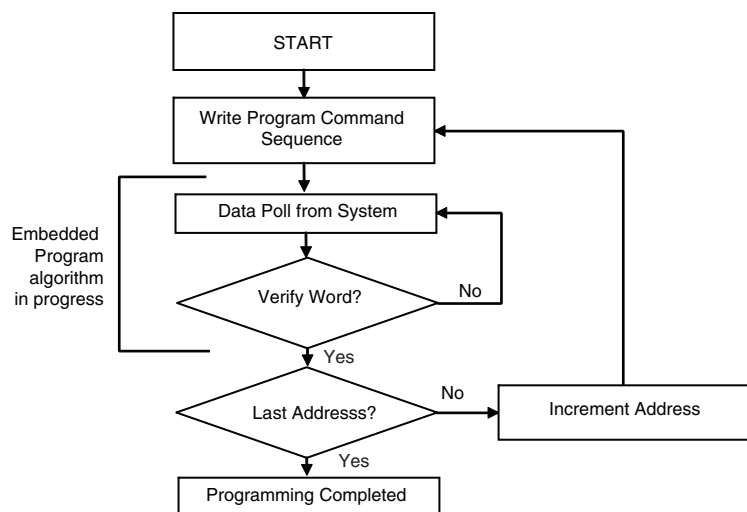 START
Write Program Command
Sequence
Data Poll from System
Embedded
Program
algorithm
in progress
Verify Word?
No
Yes
No
Last Addresss?
Increment Address
Yes
Programming Completed